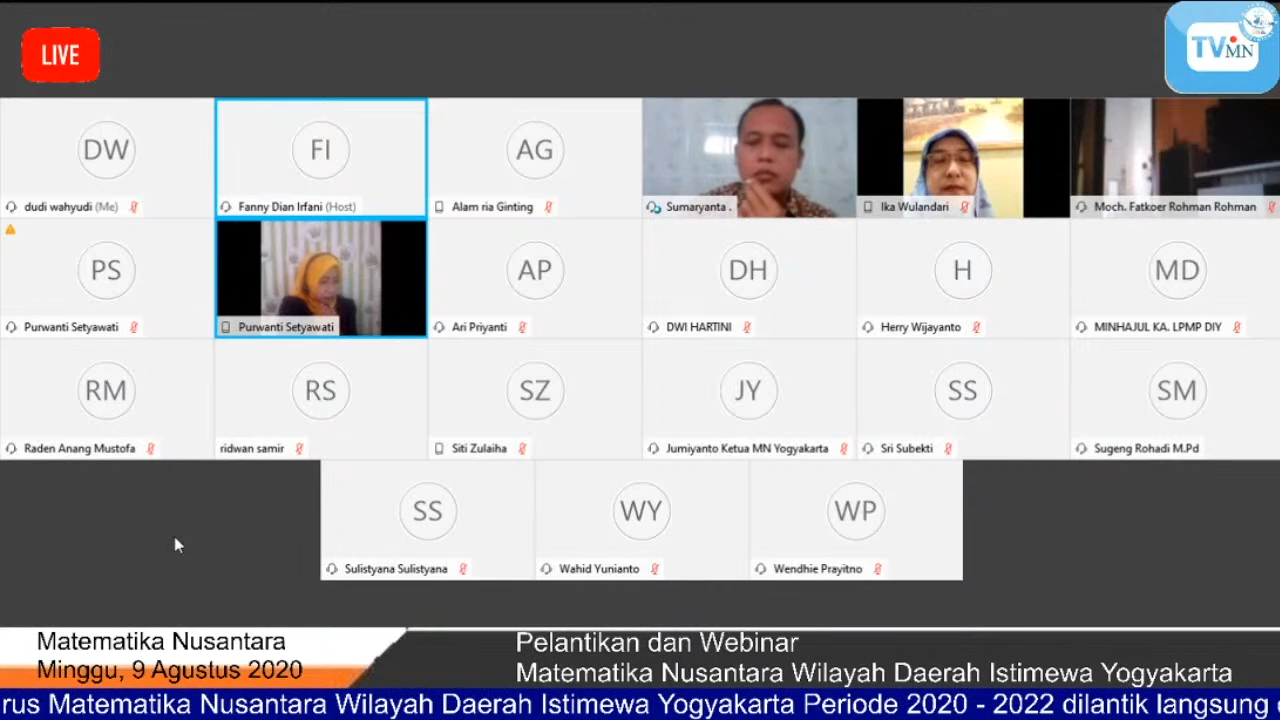 LIVE
TViMN
DW
FI
AG
dudi wahyudi (Me)
Fanny Dian Irfani (Host)
Alam ria Ginting
Sumaryanta .
Ika Wulandari
Moch. Fatkoer Rohman Rohman
PS
AP
DH
H
MD
Purwanti Setyawati
Purwanti Setyawati
Ari Priyanti
DWI HARTINI
Herry Wijayanto
MINHAJUL KA. LPMP DIY
RM
RS
SZ
JY
SS
SM
Raden Anang Mustofa
ridwan samir
Siti Zulaiha
Jumiyanto Ketua MN Yogyakarta
Sri Subekti
Sugeng Rohadi M.Pd
SS
WY
WP
Sulistyana Sulistyana
Wahid Yunianto
Wendhie Prayitno
Matematika Nusantara
Minggu, 9 Agustus 2020
Pelantikan dan Webinar
Matematika Nusantara Wilayah Daerah Istimewa Yogyakarta
rus Matematika Nusantara Wilayah Daerah Istimewa Yogyakarta Periode 2020 - 2022 dilantik langsung